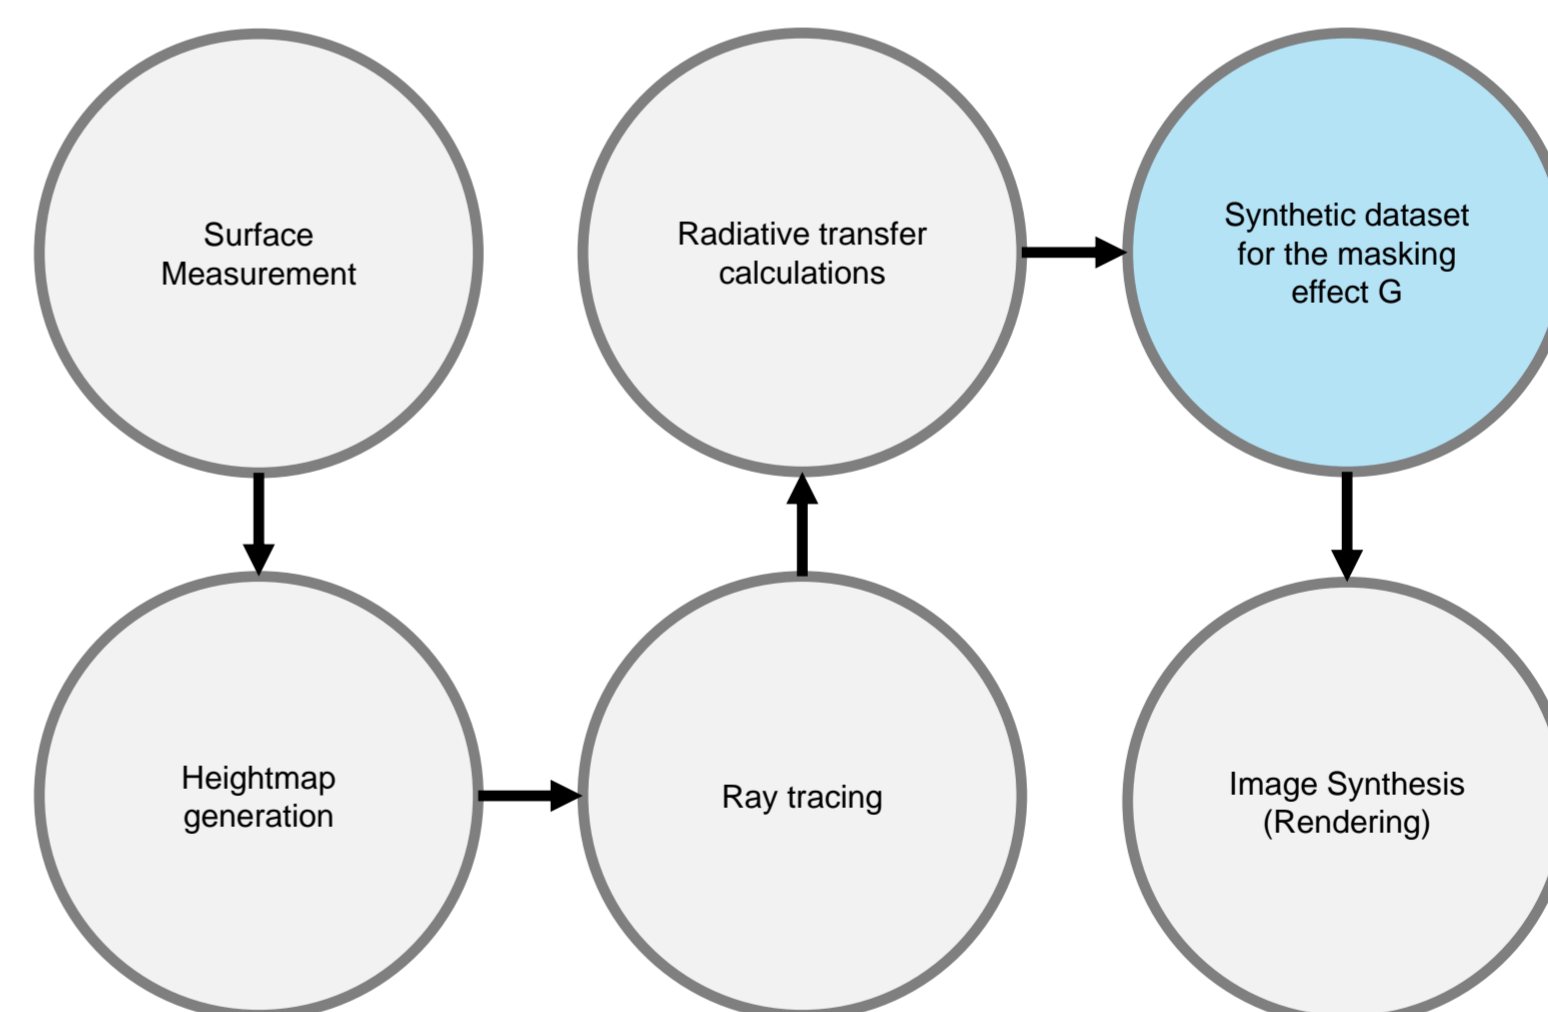 Surface
Measurement
Radiative transfer
calculations
Synthetic dataset
for the masking
effect G
Heightmap
generation
Ray tracing
Image Synthesis
(Rendering)